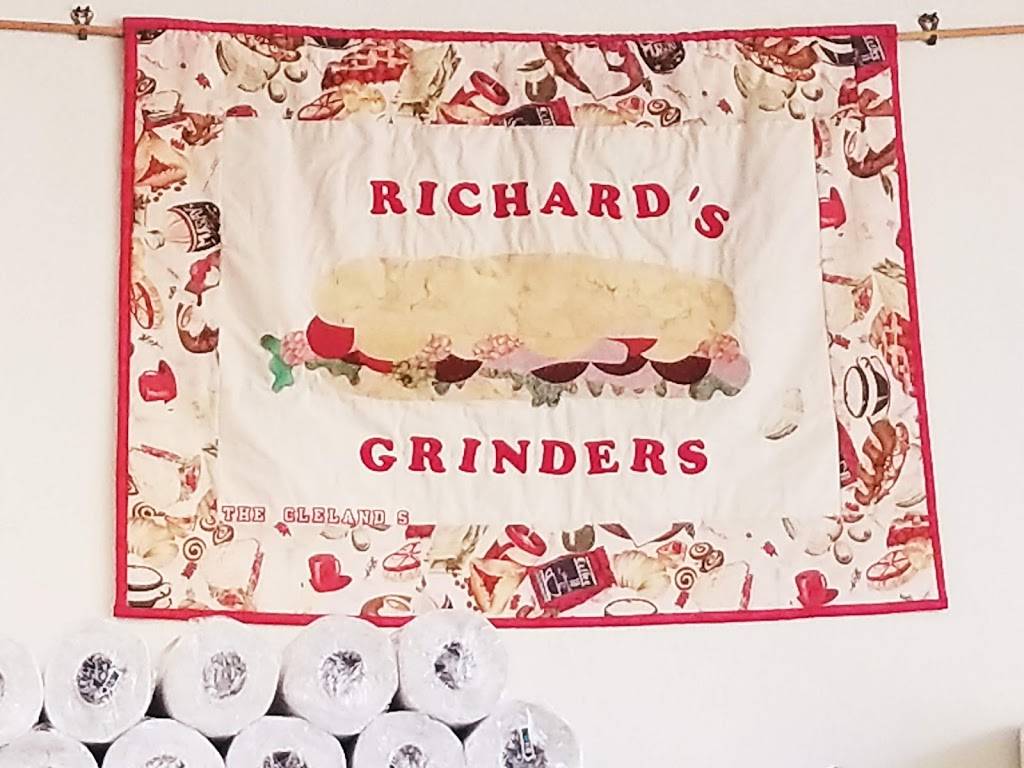 RICHARD'S
GRINDERS
THE CLELAND S